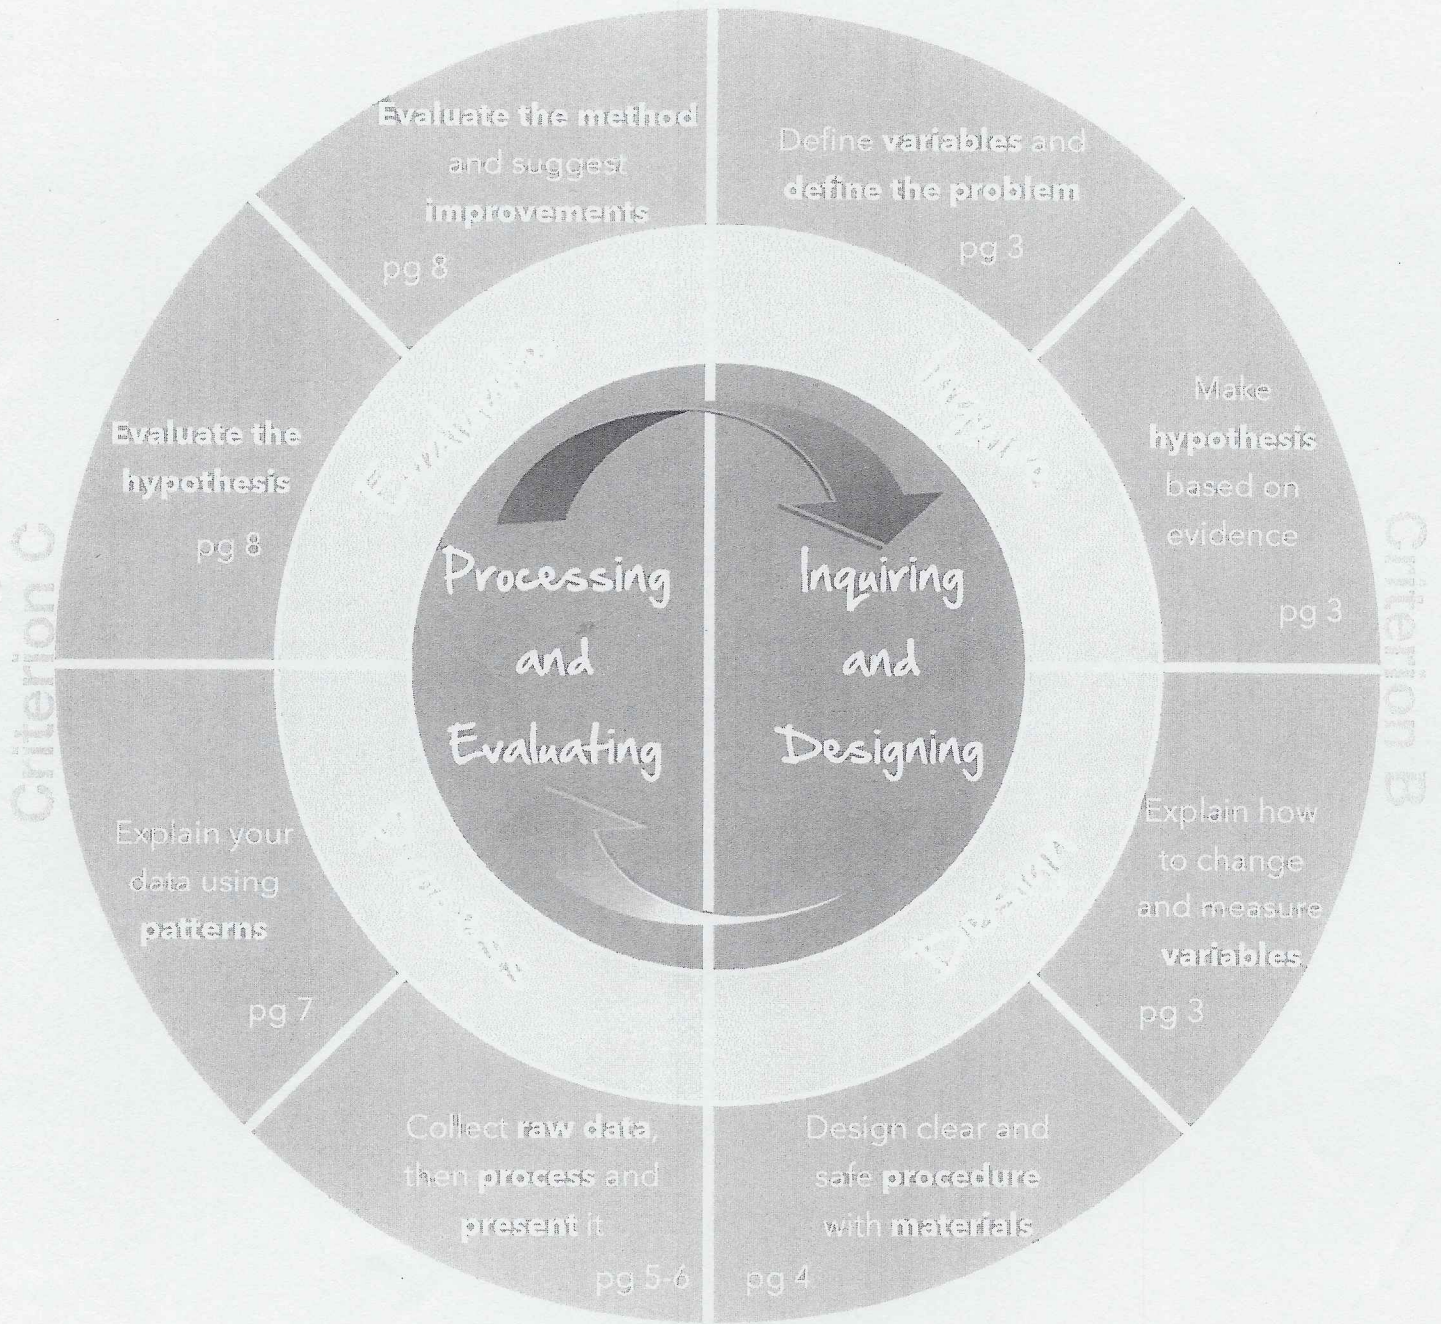 Evaluate the method
and suggest
improvements
pg 8
Define variables and
define the problem
pg 3
Make
hypothesis
based on
evidence
pg 3
Explain how
to change
and measure
variables
pg 3
Design clear and
safe procedure
with materials
pg 4
Collect raw data,
then process and
present it
pg 5-6
Explain your
data using
patterns
pg 7
Evaluate the
hypothesis
pg 8
Processing
and
Evaluating
Inquiring
and
Designing
Criterion C
Criterion B